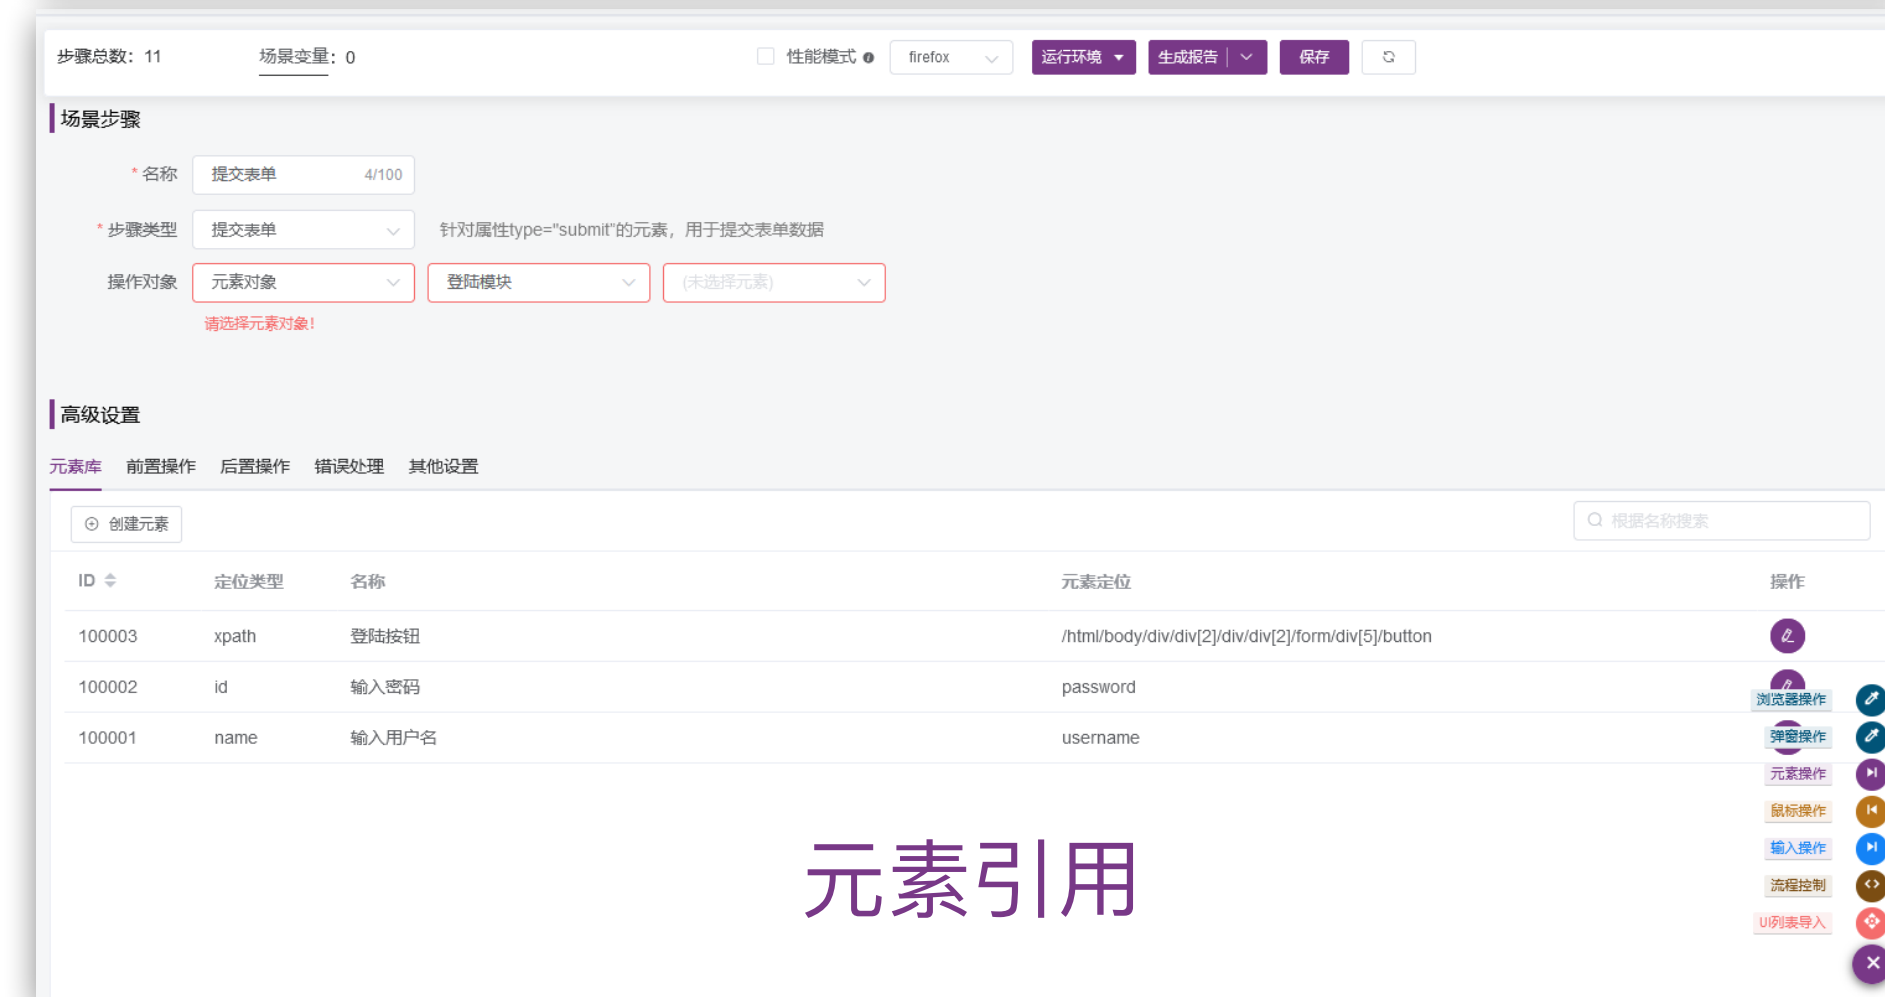 步骤总数：11 场景变量：0 性能模式 firefox 运行环境 生成报告 保存
场景步骤
* 名称 提交表单 4/100
* 步骤类型 提交表单 针对属性type="submit"的元素，用于提交表单数据
操作对象 元素对象 登陆模块 (未选择元素)
请选择元素对象!
高级设置
元素库 前置操作 后置操作 错误处理 其他设置
创建元素 根据名称搜索
ID 定位类型 名称 元素定位 操作
100003 xpath 登陆按钮 /html/body/div/div[2]/div/div[2]/form/div[5]/button
100002 id 输入密码 password
浏览器操作
100001 name 输入用户名 username 弹窗操作
元素操作
鼠标操作
输入操作
元素引用
流程控制
UI列表导入